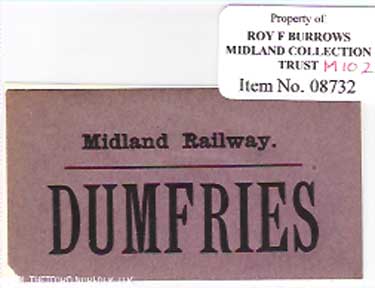 Property of
ROY F BURROWS
MIDLAND COLLECTION
TRUST M102
Item No. 08732
Midland Railway.
DUMFRIES